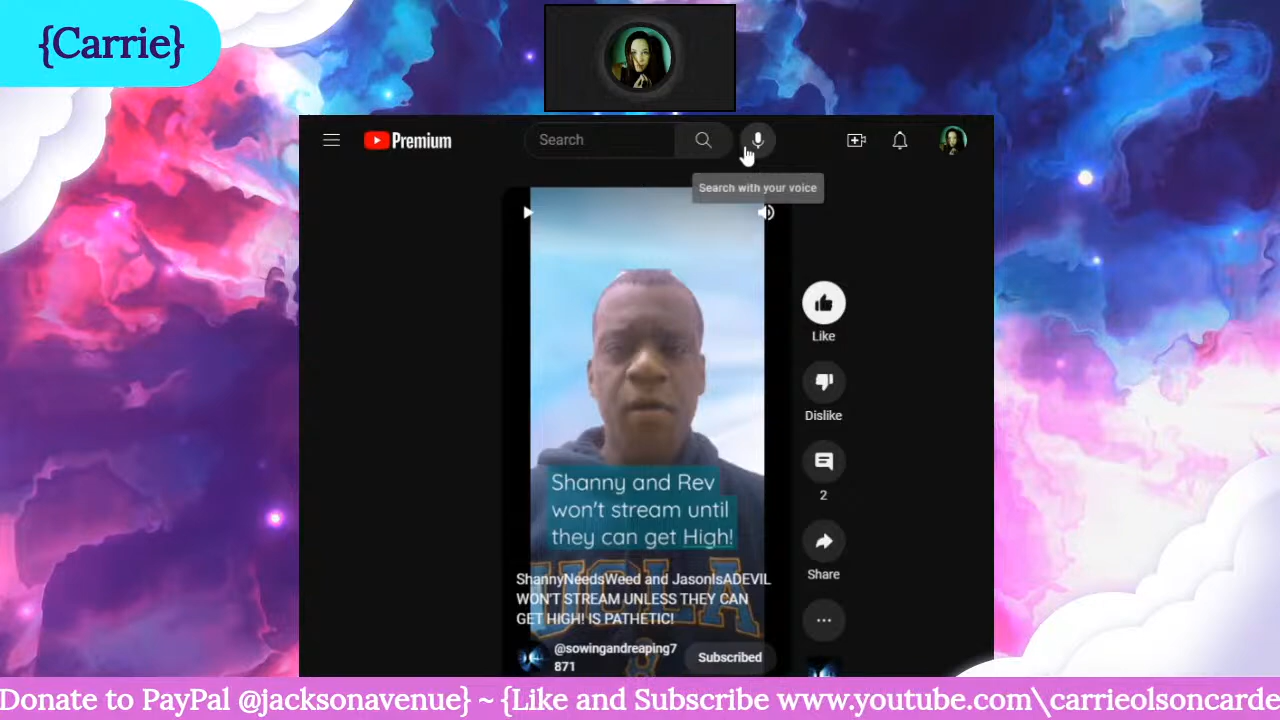 {Carrie}
Premium
Search
Search with your voice
Like
Dislike
2
Share
Shanny and Rev
won't stream until
they can get High!
ShannyNeedsWeed and JasonIsADEVIL
WON'T STREAM UNLESS THEY CAN
GET HIGH! IS PATHETIC!
@sowingandreaping7
871
Subscribed
UCLA
Donate to PayPal @jacksonavenue} ~ {Like and Subscribe www.youtube.com\carrieolsoncarde